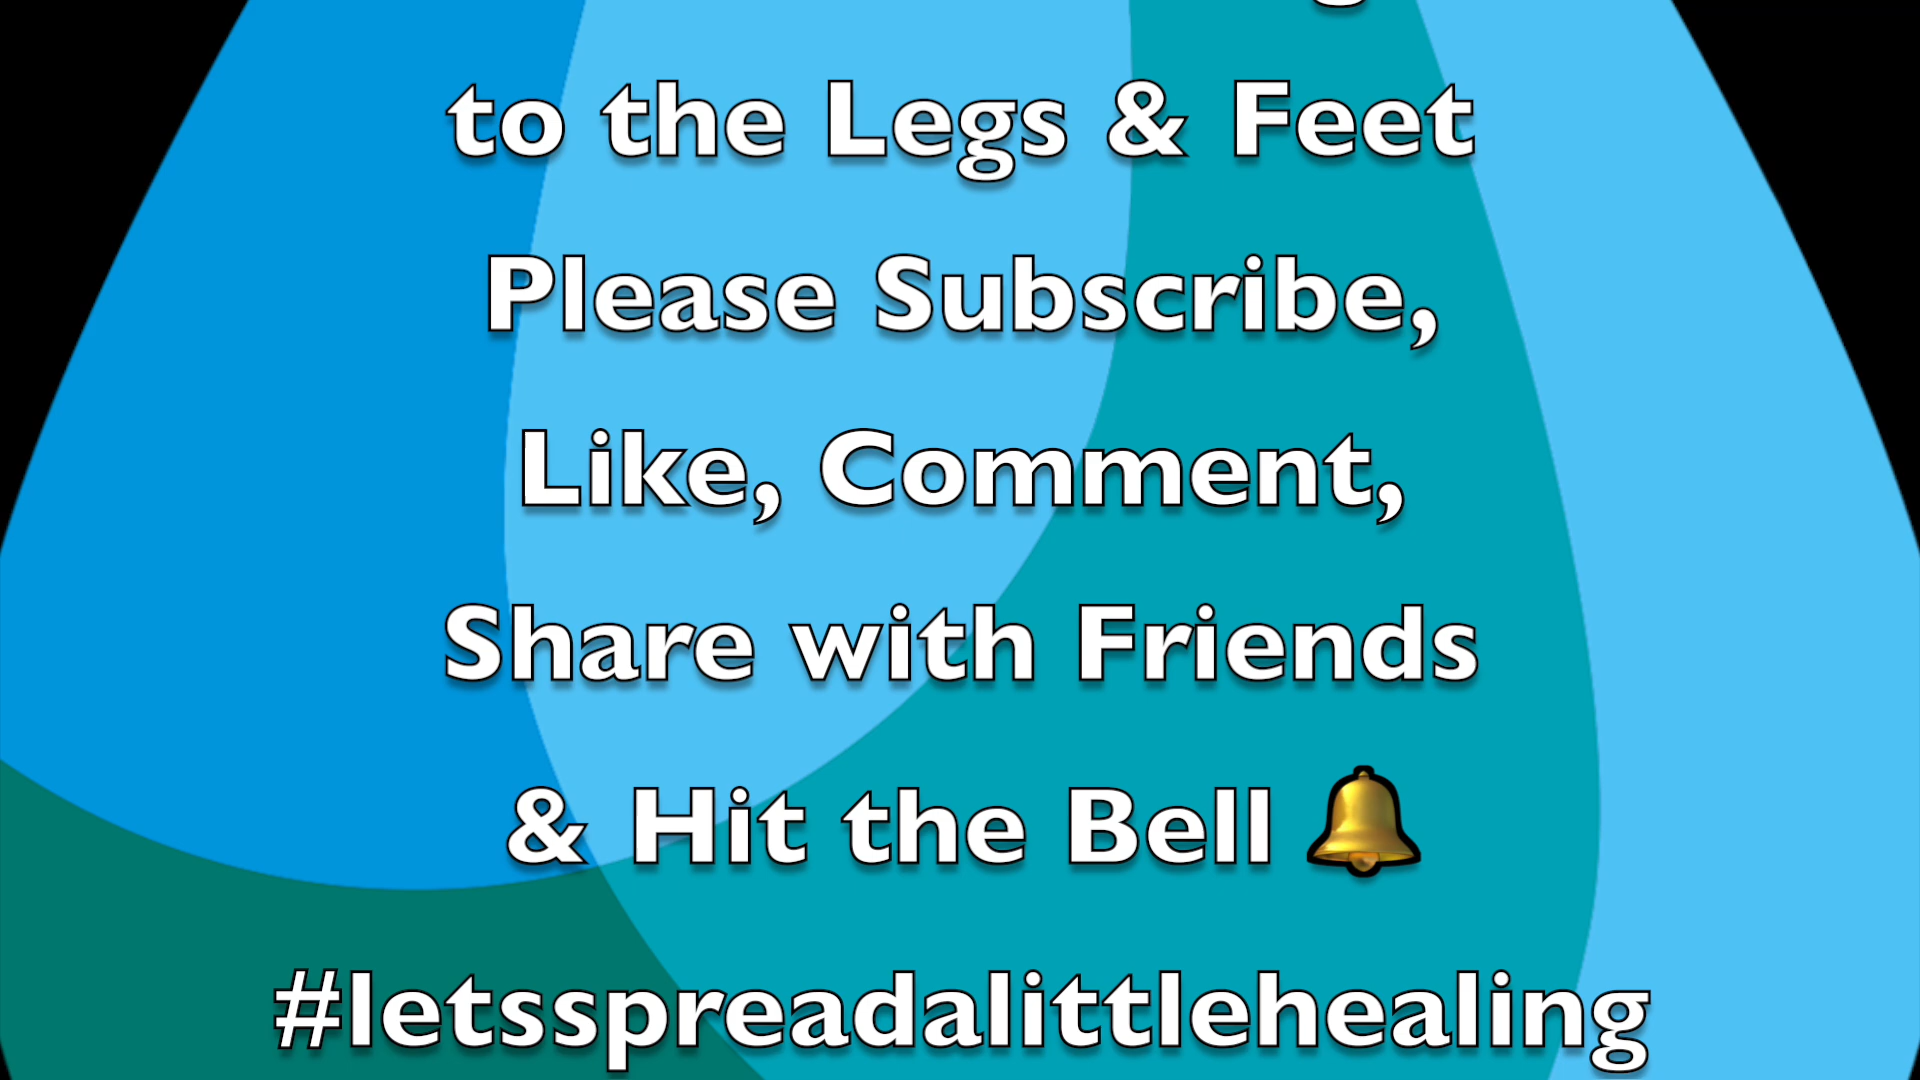 to the Legs & Feet
Please Subscribe,
Like, Comment,
Share with Friends
& Hit the Bell 🔔
#letsspreadalittlehealing